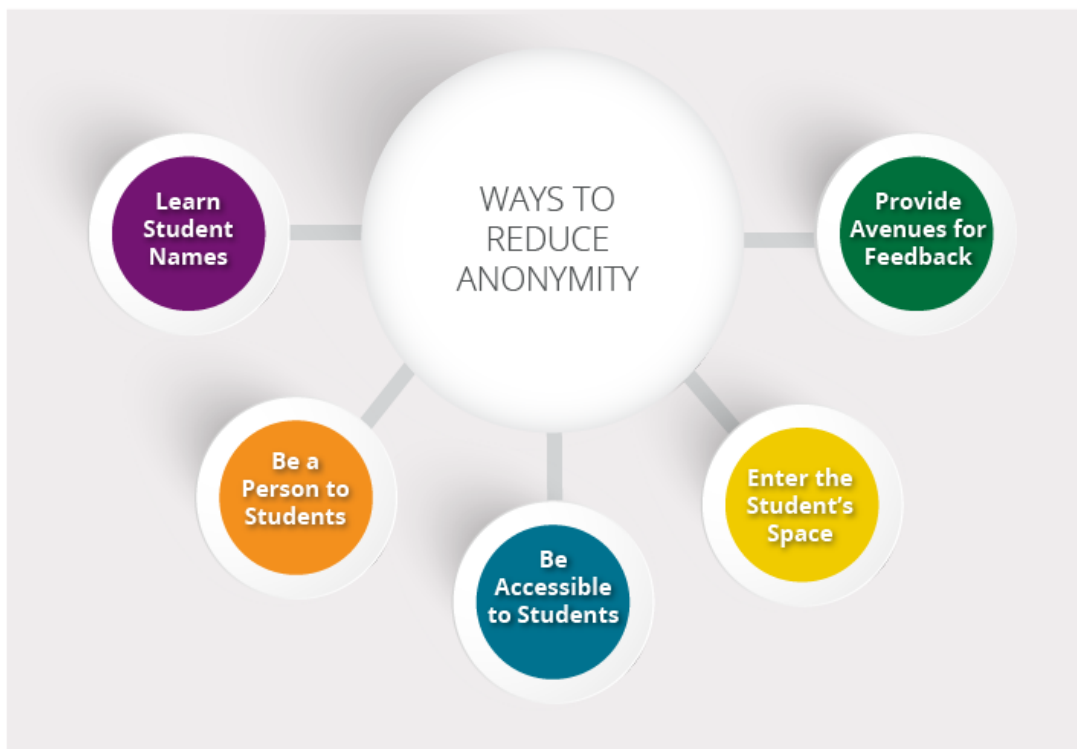 WAYS TO
REDUCE
ANONYMITY
Learn
Student
Names
Be a
Person to
Students
Be
Accessible
to Students
Enter the
Student’s
Space
Provide
Avenues for
Feedback